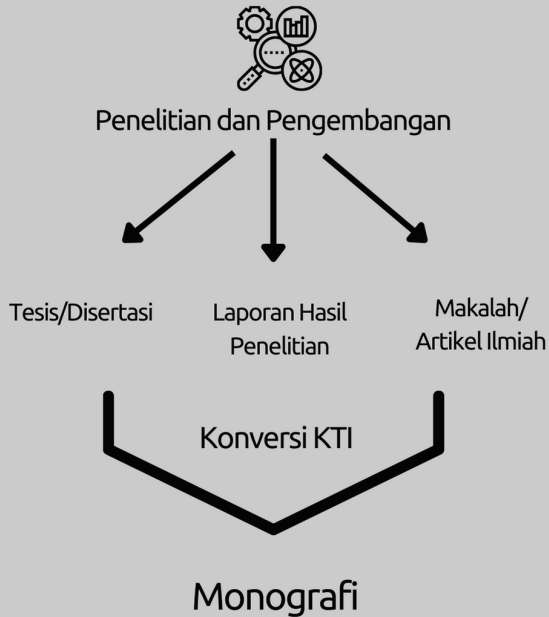 Penelitian dan Pengembangan
Tesis/Disertasi
Laporan Hasil
Penelitian
Makalah/
Artikel Ilmiah
Konversi KTI
Monografi